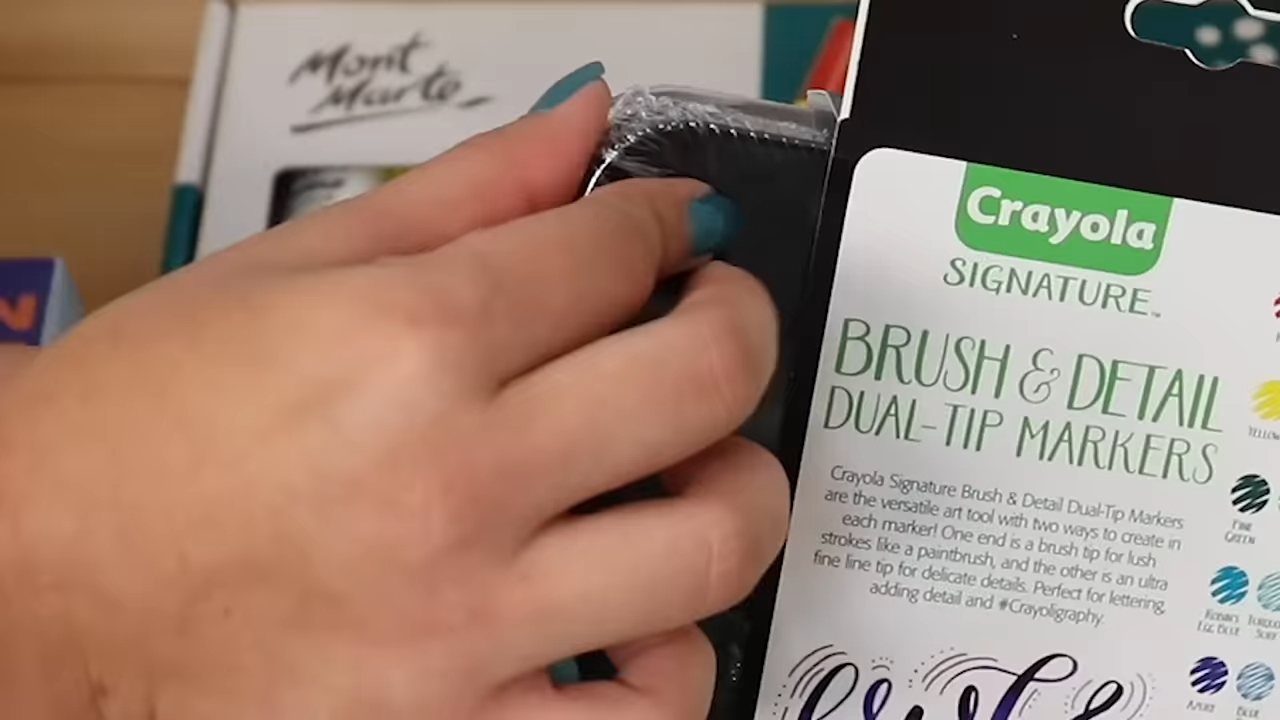 Mont
Marte
N
Crayola
SIGNATURE™
BRUSH & DETAIL
DUAL-TIP MARKERS
Crayola Signature Brush & Detail Dual-Tip Markers
are the versatile art tool with two ways to create in
each marker! One end is a brush tip for lush
strokes like a paintbrush, and the other is an ultra
fine line tip for delicate details. Perfect for lettering,
adding detail and #Crayoligraphy.
YELLOW
PINE
GREEN
ROBIN'S
EGG BLUE
AZURE
BLUE